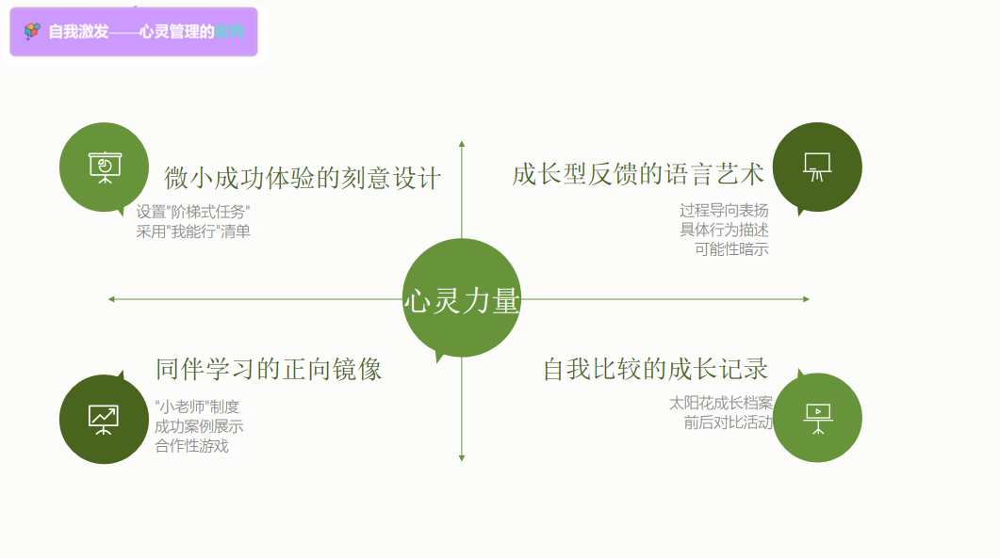 自我激发——心灵管理的软件
微小成功体验的刻意设计
设置"阶梯式任务"
采用"我能行"清单
成长型反馈的语言艺术
过程导向表扬
具体行为描述
可能性暗示
心灵力量
同伴学习的正向镜像
"小老师"制度
成功案例展示
合作性游戏
自我比较的成长记录
太阳花成长档案
前后对比活动